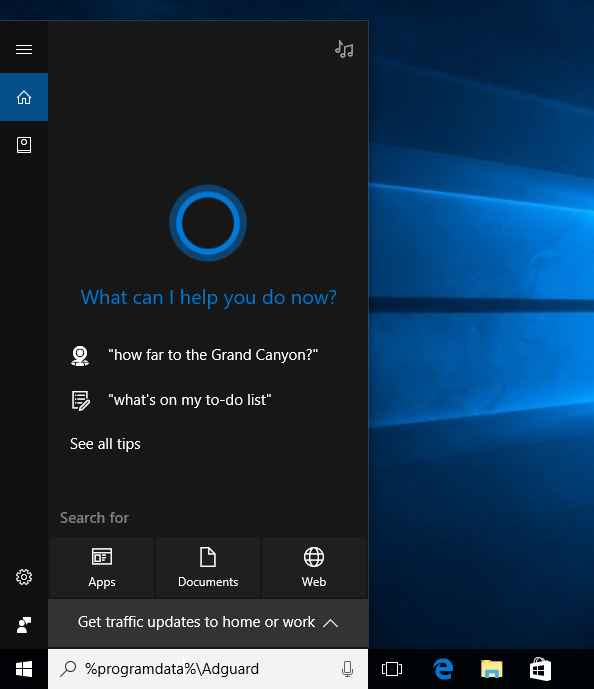 What can I help you do now?
"how far to the Grand Canyon?"
"what's on my to-do list"
See all tips
Search for
Apps
Documents
Web
Get traffic updates to home or work
%programdata%\Adguard